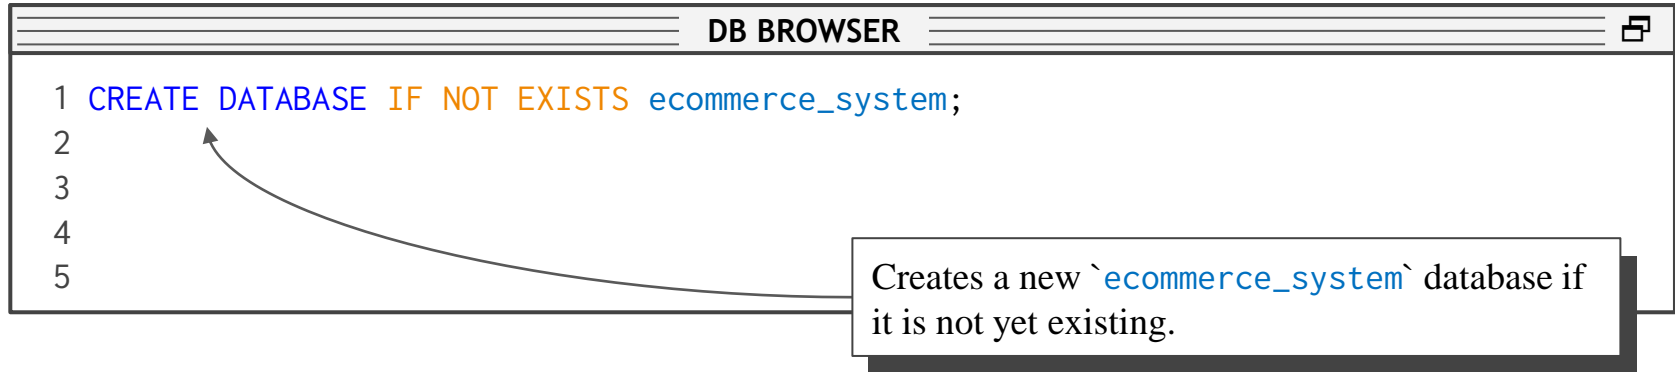 DB BROWSER
1 CREATE DATABASE IF NOT EXISTS ecommerce_system;
2
3
4
5
Creates a new `ecommerce_system` database if
it is not yet existing.